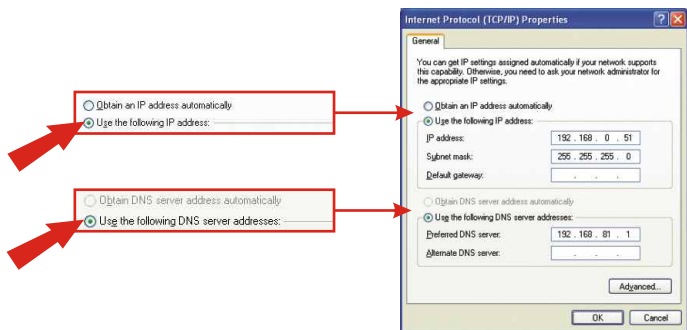 Obtain an IP address automatically
Use the following IP address:
Obtain DNS server address automatically
Use the following DNS server addresses:
Internet Protocol (TCP/IP) Properties
General
You can get IP settings assigned automatically if your network supports
this capability. Otherwise, you need to ask your network administrator for
the appropriate IP settings.
Obtain an IP address automatically
Use the following IP address:
IP address: 192 . 168 . 0 . 51
Subnet mask: 255 . 255 . 255 . 0
Default gateway: . . .
Obtain DNS server address automatically
Use the following DNS server addresses:
Preferred DNS server: 192 . 168 . 81 . 1
Alternate DNS server: . . .
Advanced...
OK Cancel